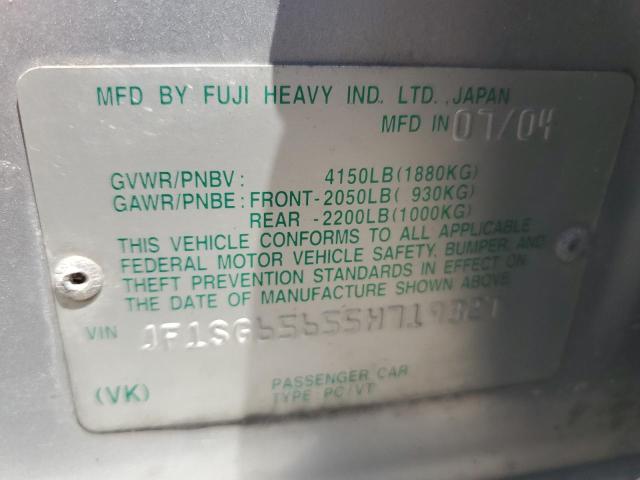 MFD BY FUJI HEAVY IND. LTD., JAPAN
MFD IN 07/04
GVWR/PNBV: 4150LB(1880KG)
GAWR/PNBE: FRONT-2050LB( 930KG)
REAR -2200LB(1000KG)
THIS VEHICLE CONFORMS TO ALL APPLICABLE
FEDERAL MOTOR VEHICLE SAFETY, BUMPER, AND
THEFT PREVENTION STANDARDS IN EFFECT ON
THE DATE OF MANUFACTURE SHOWN ABOVE.
VIN
(VK)
PASSENGER CAR
TYPE PC/VT